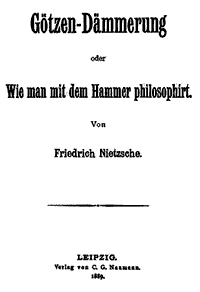 Götzen-Dämmerung
oder
Wie man mit dem Hammer philosophirt.
Von
Friedrich Nietzsche.
LEIPZIG.
Verlag von C. G. Naumann.
1889.